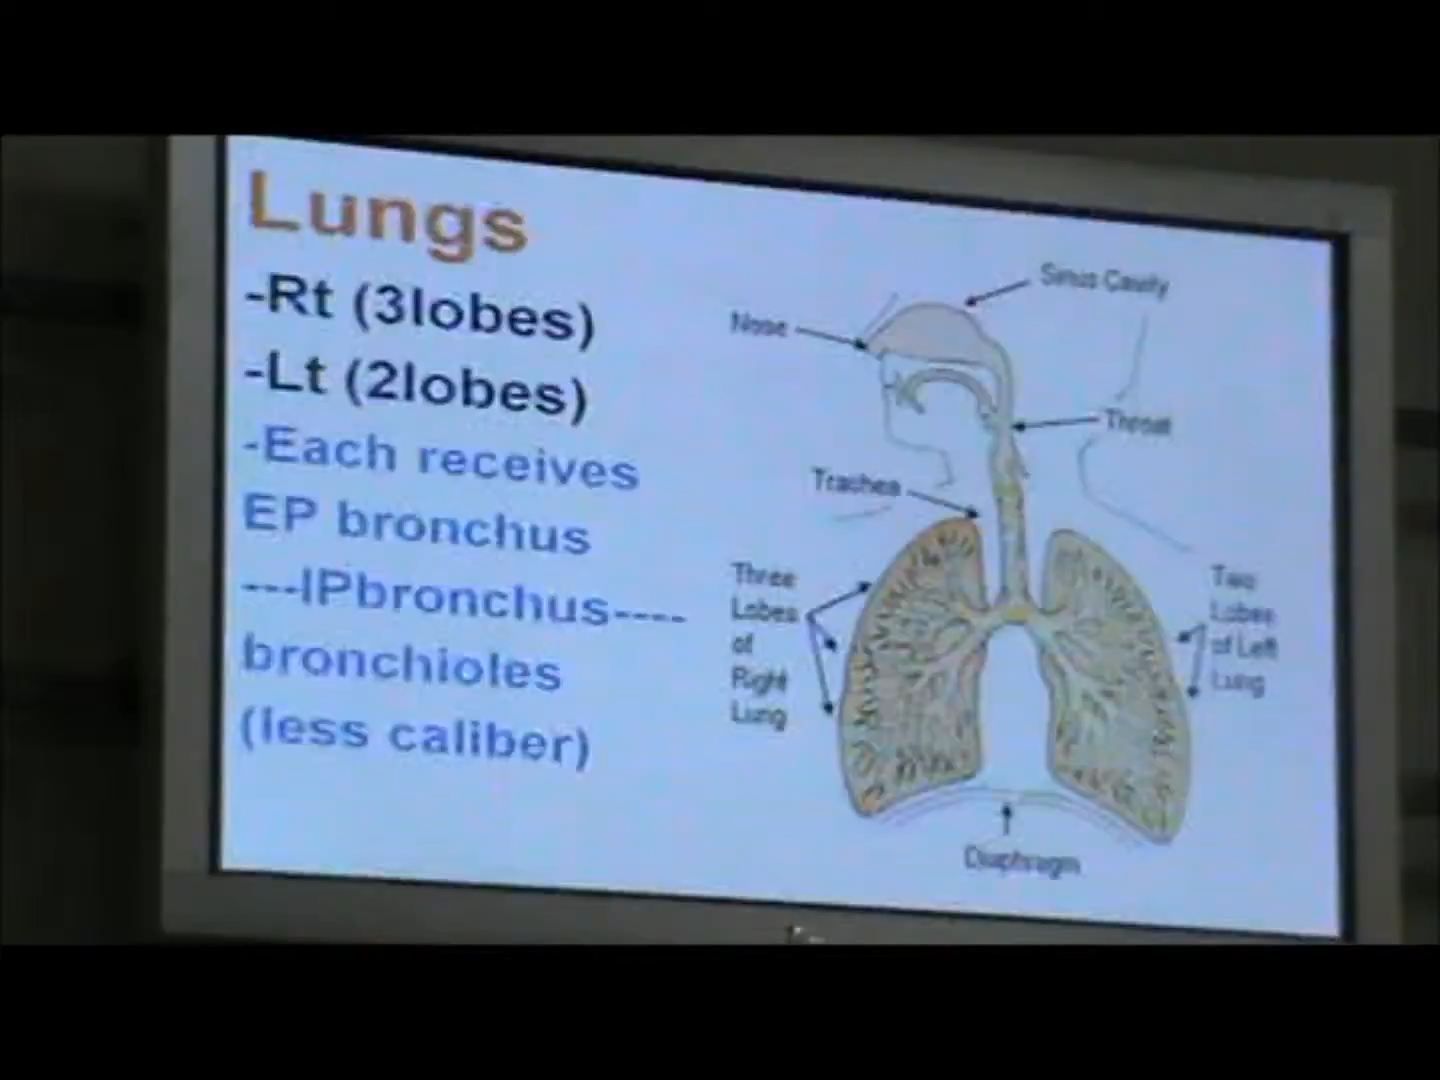 Lungs
-Rt (3lobes)
-Lt (2lobes)
-Each receives
EP bronchus
---IPbronchus----
bronchioles
(less caliber)
Sinus Cavity
Nose
Throat
Trachea
Three
Lobes
of
Right
Lung
Two
Lobes
of Left
Lung
Diaphragm